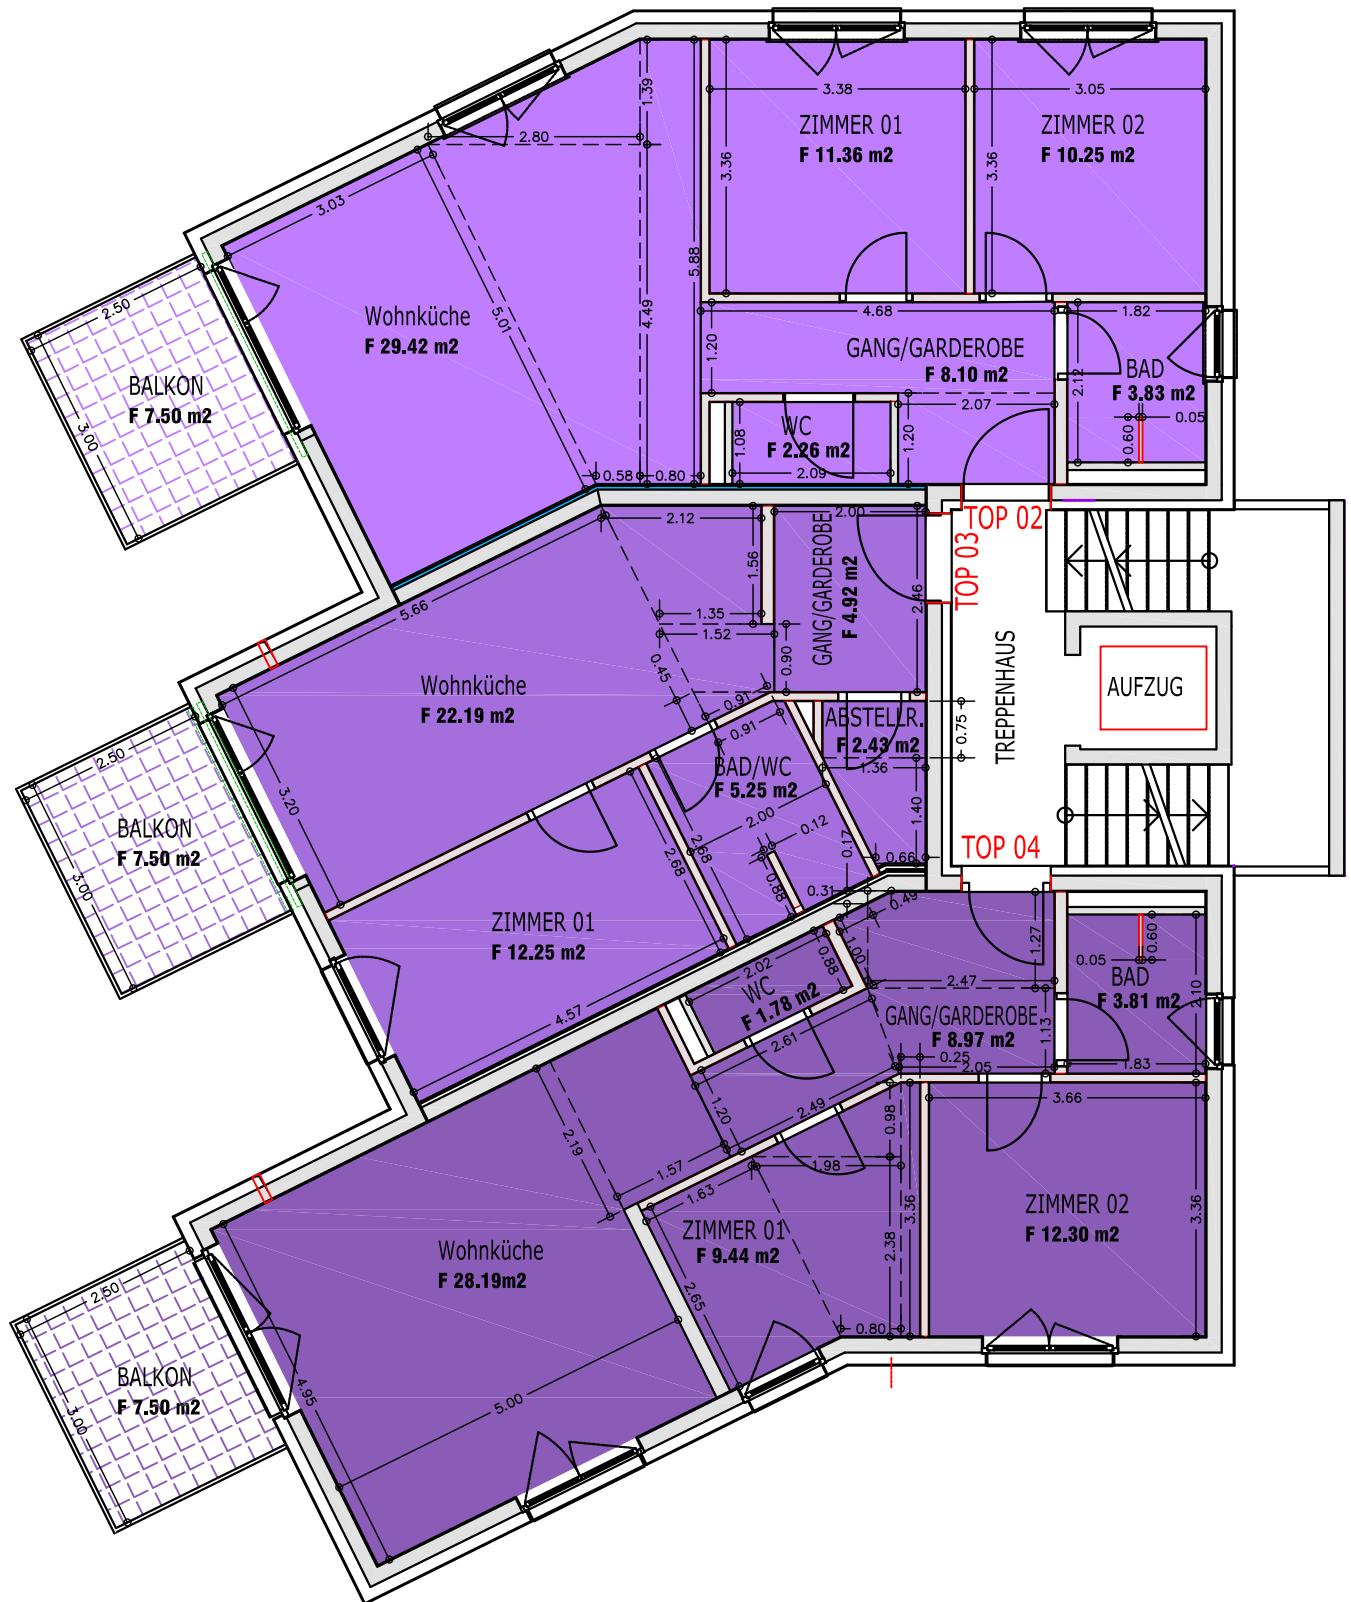 1.39
3.38
3.05
2.80
ZIMMER 01
F 11.36 m2
ZIMMER 02
F 10.25 m2
3.36
3.36
3.03
5.88
2.50
5.01
4.49
Wohnküche
F 29.42 m2
4.68
1.82
1.20
GANG/GARDEROBE
F 8.10 m2
BAD
F 3.83 m2
2.12
BALKON
F 7.50 m2
3.00
2.07
0.05
WC
F 2.26 m2
1.08
1.20
0.60
2.09
0.58
0.80
2.12
2.00
TOP 02
TOP 03
1.56
GANG/GARDEROBE
F 4.92 m2
2.46
5.66
1.35
1.52
0.90
TREPPENHAUS
AUFZUG
Wohnküche
F 22.19 m2
0.45
0.91
0.91
ABSTELLR.
F 2.43 m2
0.75
1.36
2.50
BAD/WC
F 5.25 m2
3.20
2.00
0.12
1.40
BALKON
F 7.50 m2
3.00
2.68
2.68
0.17
0.66
TOP 04
0.88
0.31
0.49
ZIMMER 01
F 12.25 m2
1.27
0.60
2.02
0.88
1.00
0.05
2.47
BAD
F 3.81 m2
2.10
WC
F 1.78 m2
4.57
GANG/GARDEROBE
F 8.97 m2
1.13
2.61
0.25
2.05
1.83
3.66
1.20
2.49
0.98
2.19
1.57
1.98
1.63
3.36
3.36
ZIMMER 02
F 12.30 m2
ZIMMER 01
F 9.44 m2
2.38
Wohnküche
F 28.19m2
2.50
2.65
0.80
BALKON
F 7.50 m2
3.00
4.95
5.00